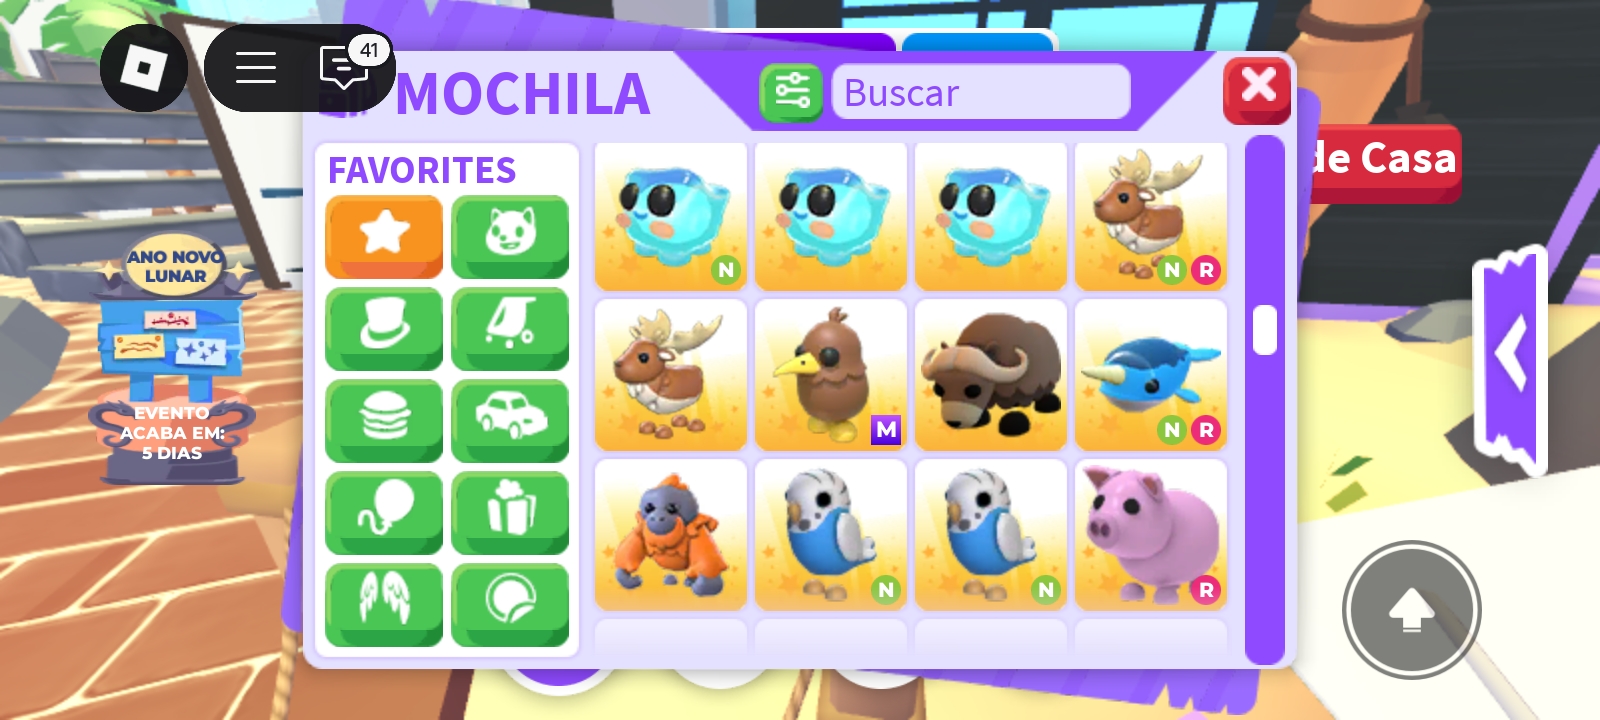 41
MOCHILA
Buscar
FAVORITES
de Casa
ANO NOVO
LUNAR
EVENTO
ACABA EM:
5 DIAS
N
N R
M
N R
N
N
R